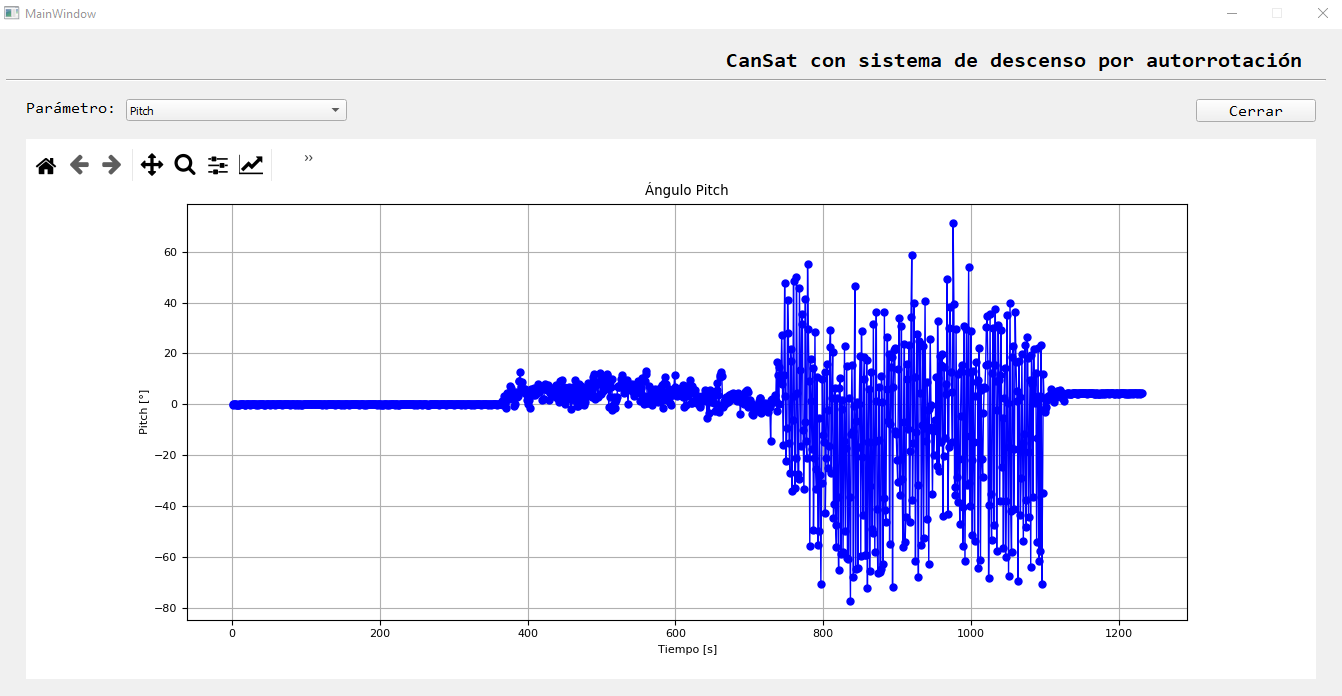 MainWindow
CanSat con sistema de descenso por autorrotación
Parámetro: Pitch
Cerrar
»
Ángulo Pitch
60
40
20
0
−20
−40
−60
−80
Pitch [°]
0 200 400 600 800 1000 1200
Tiempo [s]